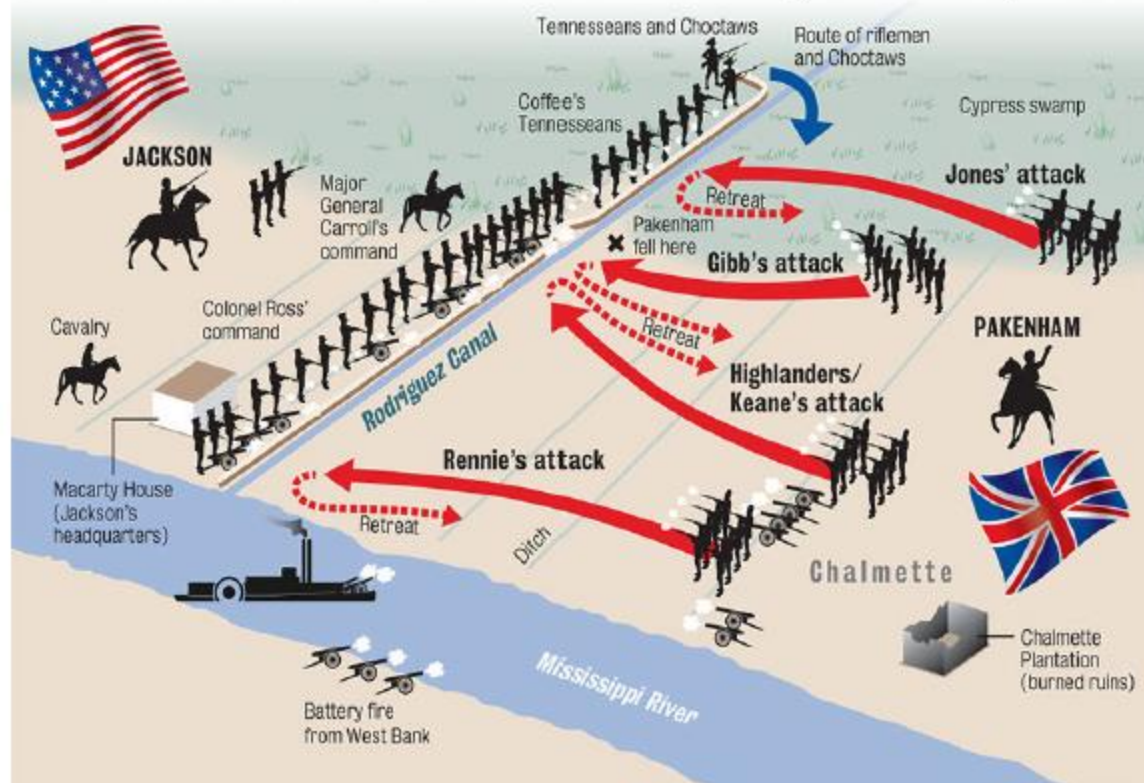 Tennesseans and Choctaws
Route of riflemen
and Choctaws
Coffee's
Tennesseans
Cypress swamp
JACKSON
Major
General
Carroll's
command
Jones' attack
Retreat
Pakenham
fell here
Gibb's attack
Colonel Ross'
command
Cavalry
Rodriguez Canal
Retreat
PAKENHAM
Highlanders/
Keane's attack
Rennie's attack
Macarty House
(Jackson's
headquarters)
Retreat
Ditch
Chalmette
Chalmette
Plantation
(burned ruins)
Mississippi River
Battery fire
from West Bank